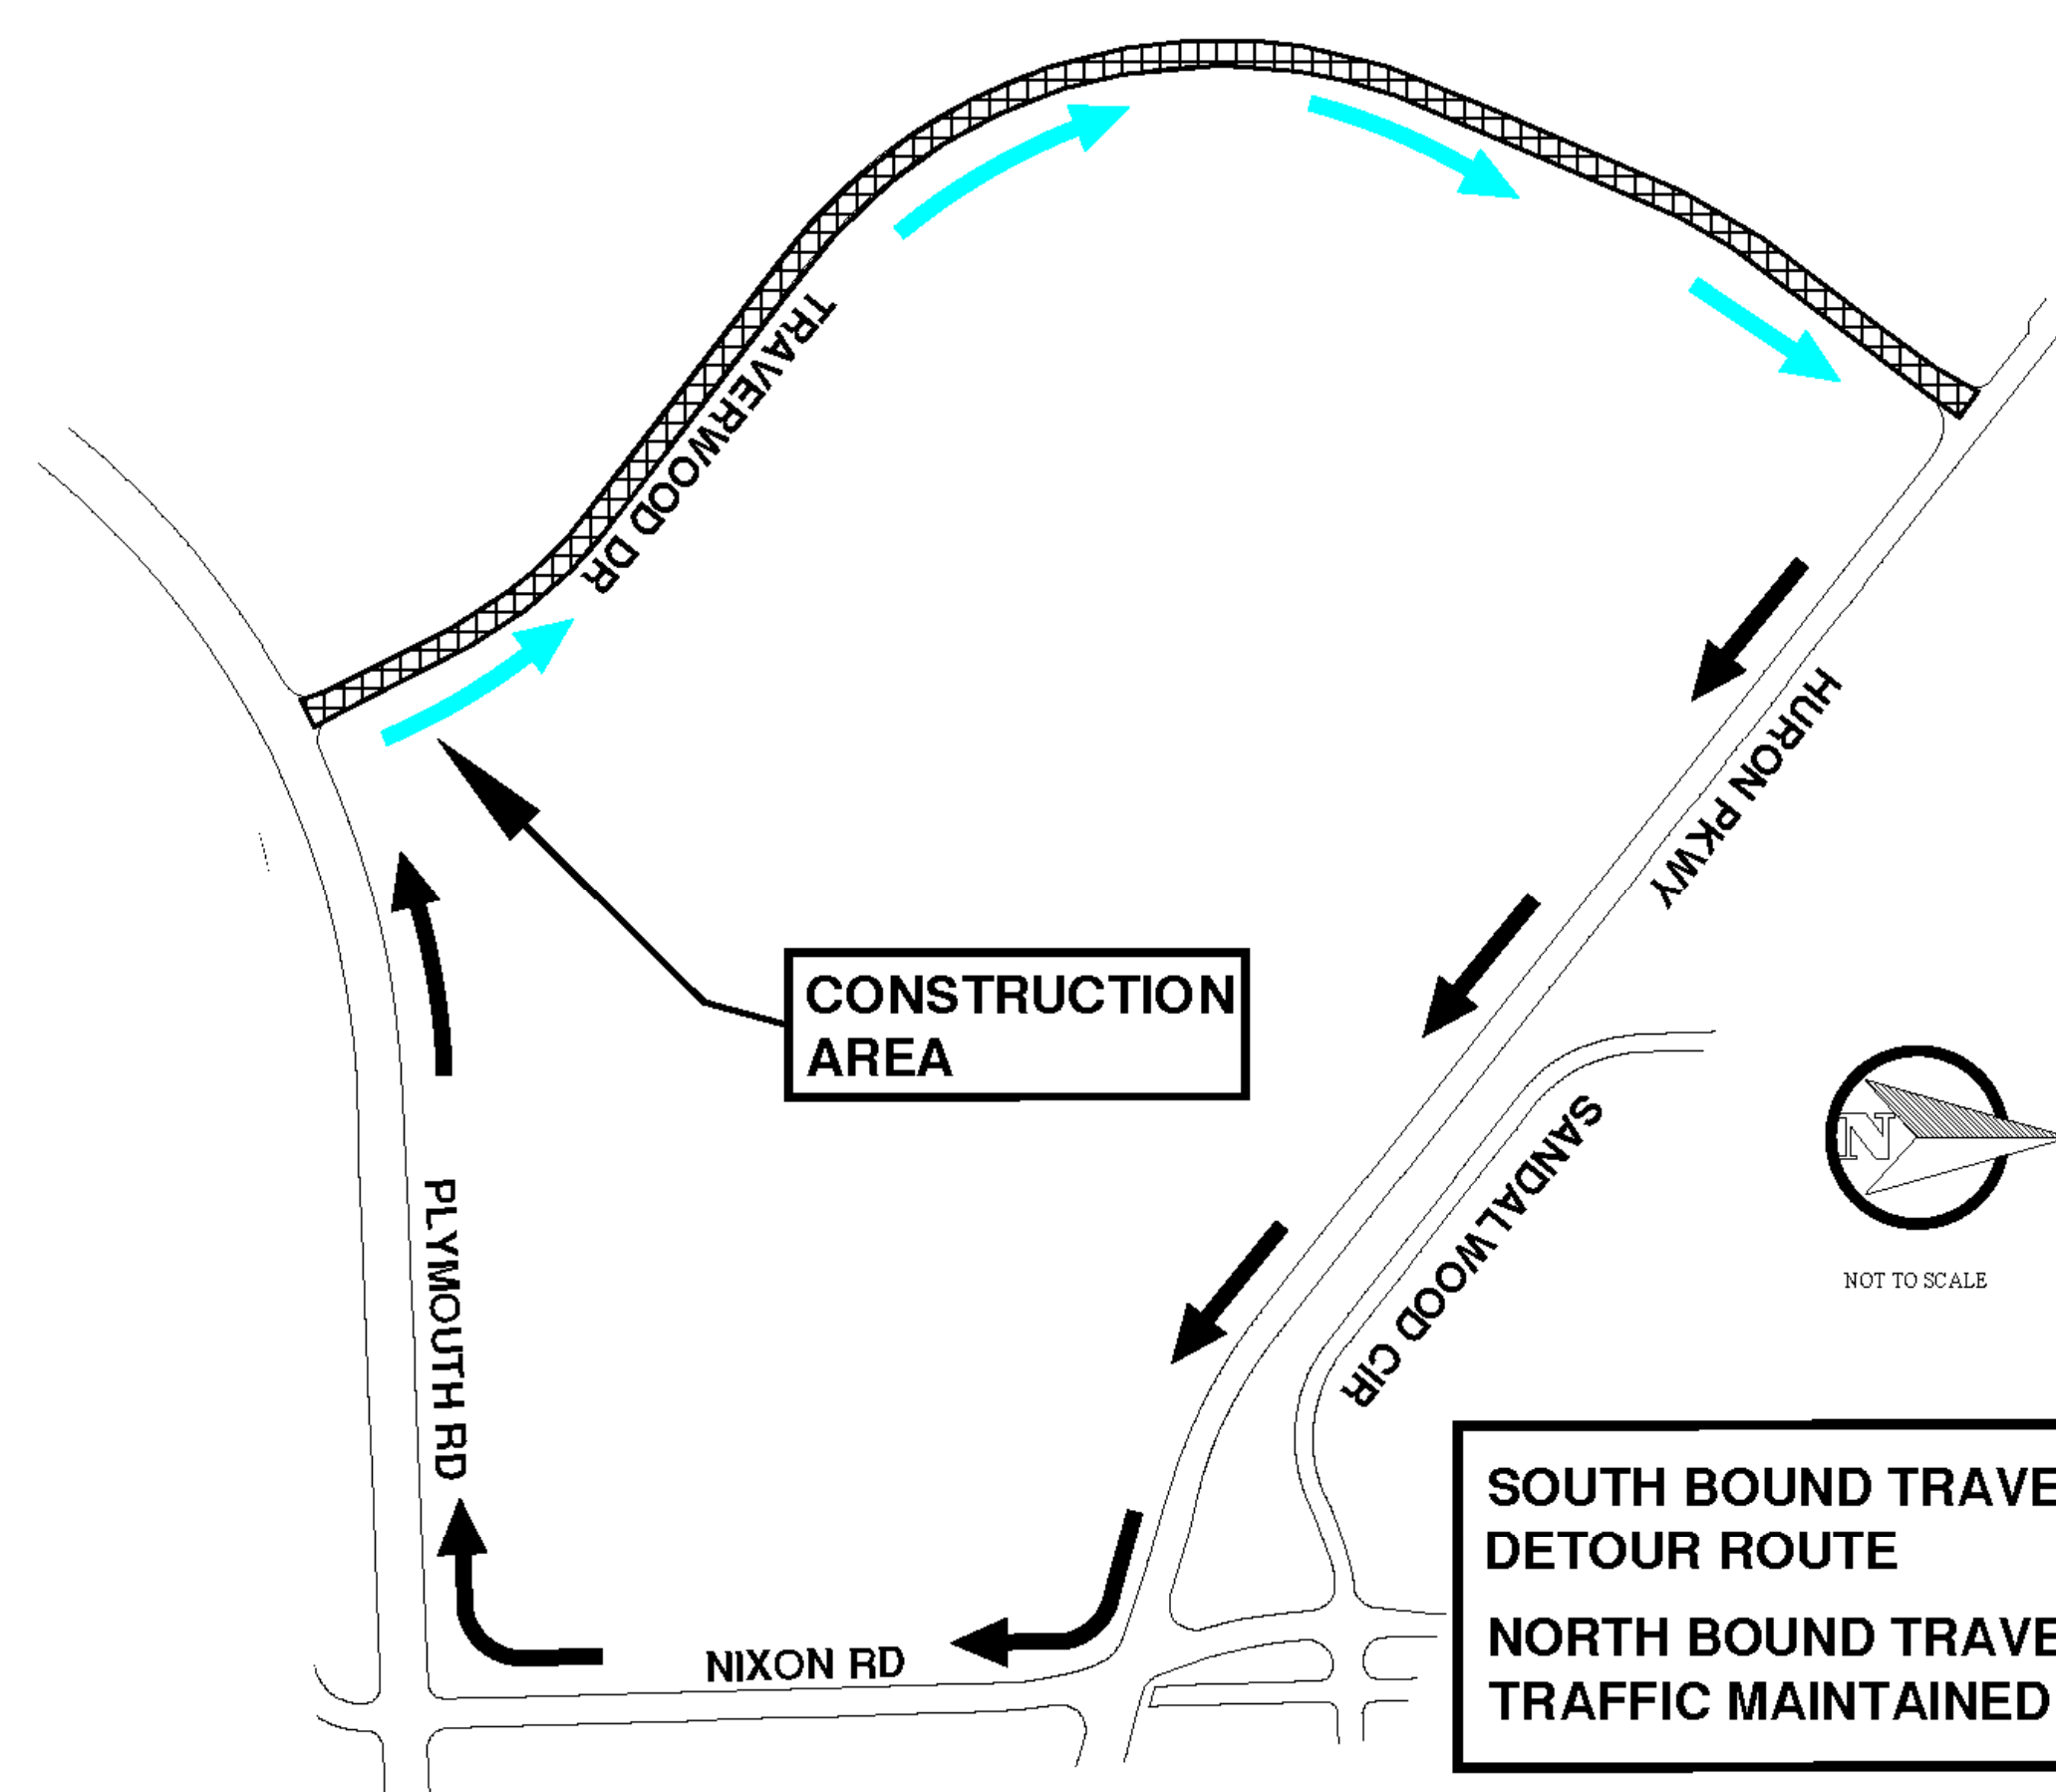 TRAVERWOOD DR
HURON PKWY
CONSTRUCTION
AREA
SANDALWOOD CIR
N
NOT TO SCALE
PLYMOUTH RD
NIXON RD
SOUTH BOUND TRAVE
DETOUR ROUTE
NORTH BOUND TRAVE
TRAFFIC MAINTAINED